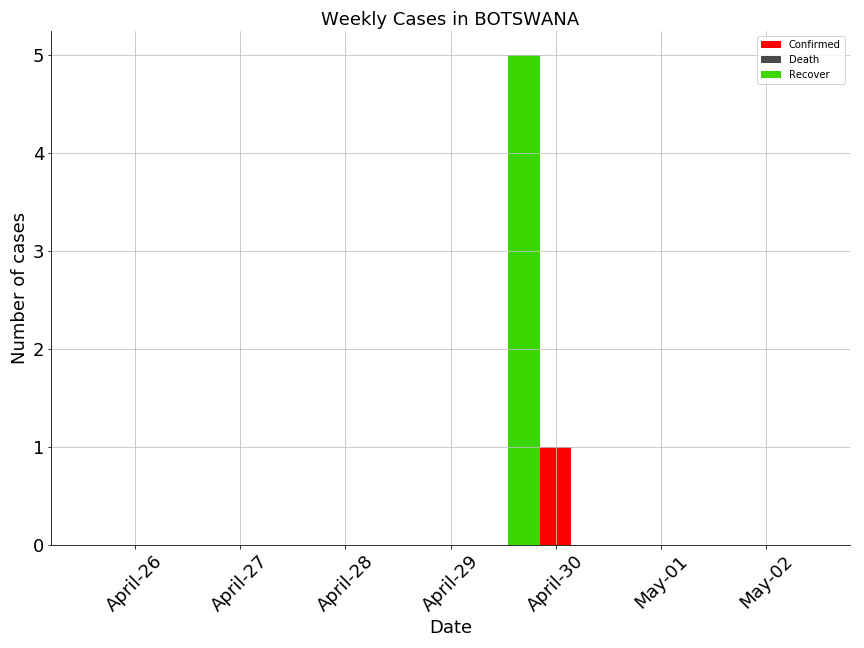 Weekly Cases in BOTSWANA
Confirmed
Death
Recover
5
4
3
2
1
0
Number of cases
April-26
April-27
April-28
April-29
April-30
May-01
May-02
Date